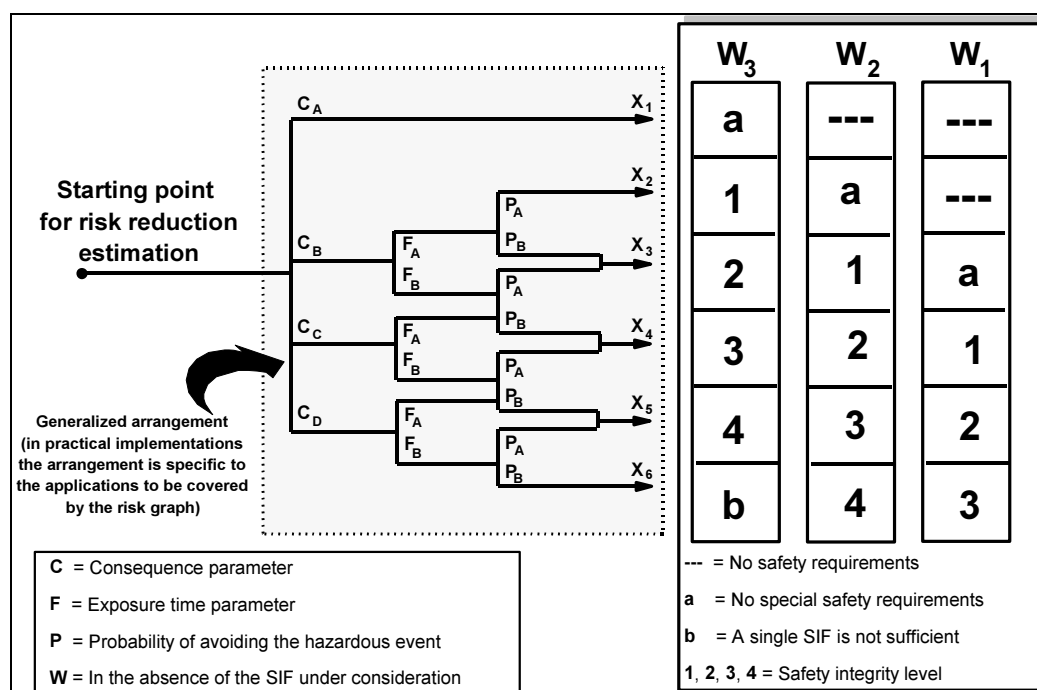 W3 W2 W1
CA X1 a --- ---
Starting point
for risk reduction
estimation
X2 1 a ---
PA
CB FA PB X3 2 1 a
FB PA
CC FA PB X4 3 2 1
FB PA
CD FA PB X5 4 3 2
FB PA
PB X6 b 4 3
Generalized arrangement
(in practical implementations
the arrangement is specific to
the applications to be covered
by the risk graph)
C = Consequence parameter
F = Exposure time parameter
P = Probability of avoiding the hazardous event
W = In the absence of the SIF under consideration
--- = No safety requirements
a = No special safety requirements
b = A single SIF is not sufficient
1, 2, 3, 4 = Safety integrity level